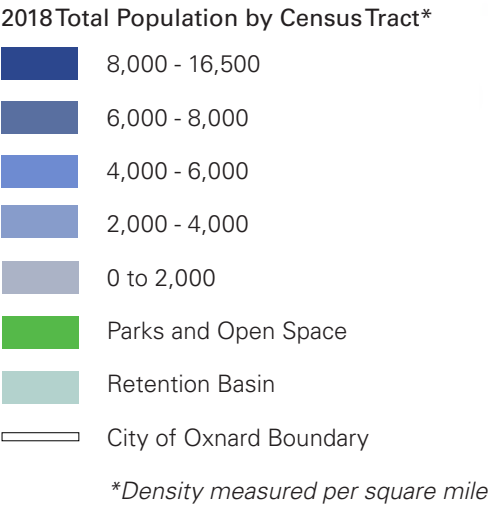 2018 Total Population by Census Tract*
8,000 - 16,500
6,000 - 8,000
4,000 - 6,000
2,000 - 4,000
0 to 2,000
Parks and Open Space
Retention Basin
City of Oxnard Boundary
*Density measured per square mile